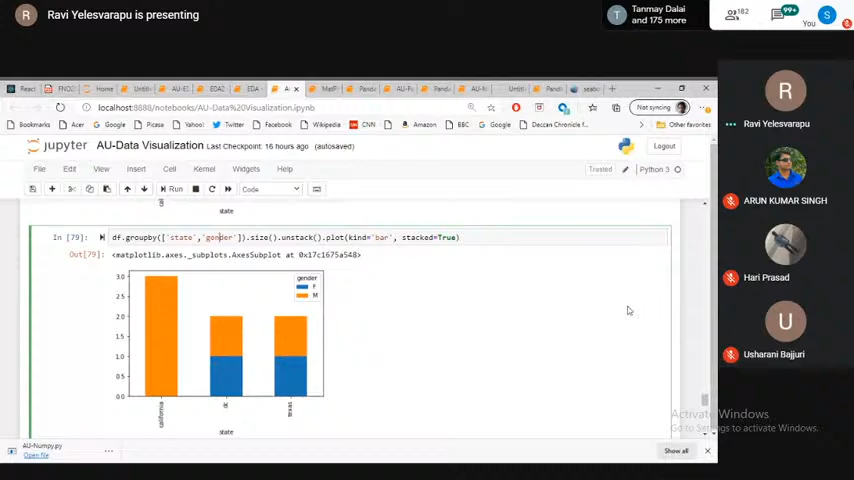 R
Ravi Yelesvarapu is presenting
T
Tanmay Dalai
and 175 more
182
99+
S
You
React
Home
EDA2
Panda
localhost:8888/notebooks/AU-Data%20Visualization.ipynb
Not syncing
Bookmarks
Acer
Google
Picasa
Yahoo
Twitter
Facebook
Wikipedia
CNN
Amazon
BBC
Google
Deccan Chronicle f...
Other favorites
jupyter
AU-Data Visualization
Last Checkpoint: 16 hours ago
(autosaved)
Logout
File
Edit
View
Insert
Cell
Kernel
Widgets
Help
Trusted
Python 3
Run
Code
cali
state
In [79]:
df.groupby(['state','gender']).size().unstack().plot(kind='bar', stacked=True)
Out[79]:
<matplotlib.axes._subplots.AxesSubplot at 0x17c1675a548>
gender
F
M
3.0
2.5
2.0
1.5
1.0
0.5
0.0
california
dc
texas
state
Activate Windows
Go to Settings to activate Windows.
AU-Numpy.py
Open file
Show all
R
Ravi Yelesvarapu
ARUN KUMAR SINGH
Hari Prasad
U
Usharani Bajjuri